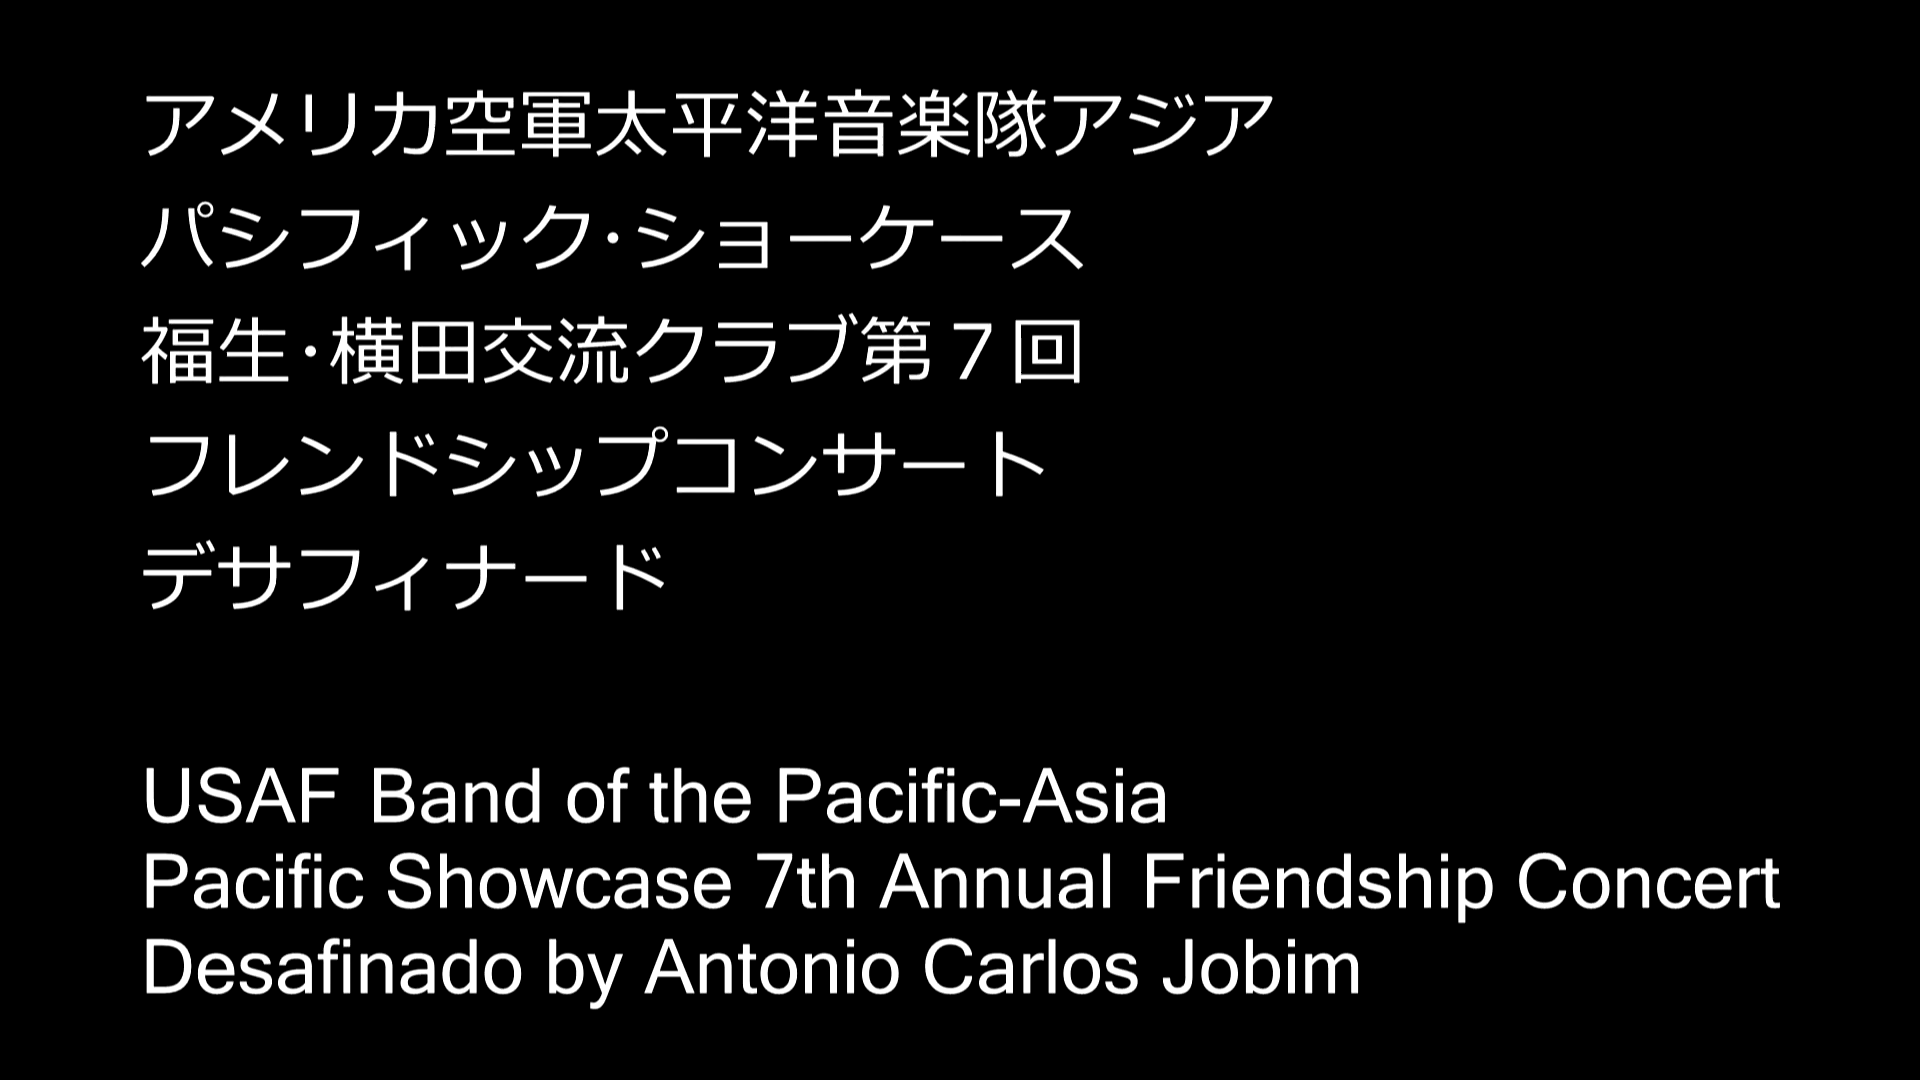 アメリカ空軍太平洋音楽隊アジア
パシフィック･ショーケース
福生･横田交流クラブ第７回
フレンドシップコンサート
デサフィナード
USAF Band of the Pacific-Asia
Pacific Showcase 7th Annual Friendship Concert
Desafinado by Antonio Carlos Jobim